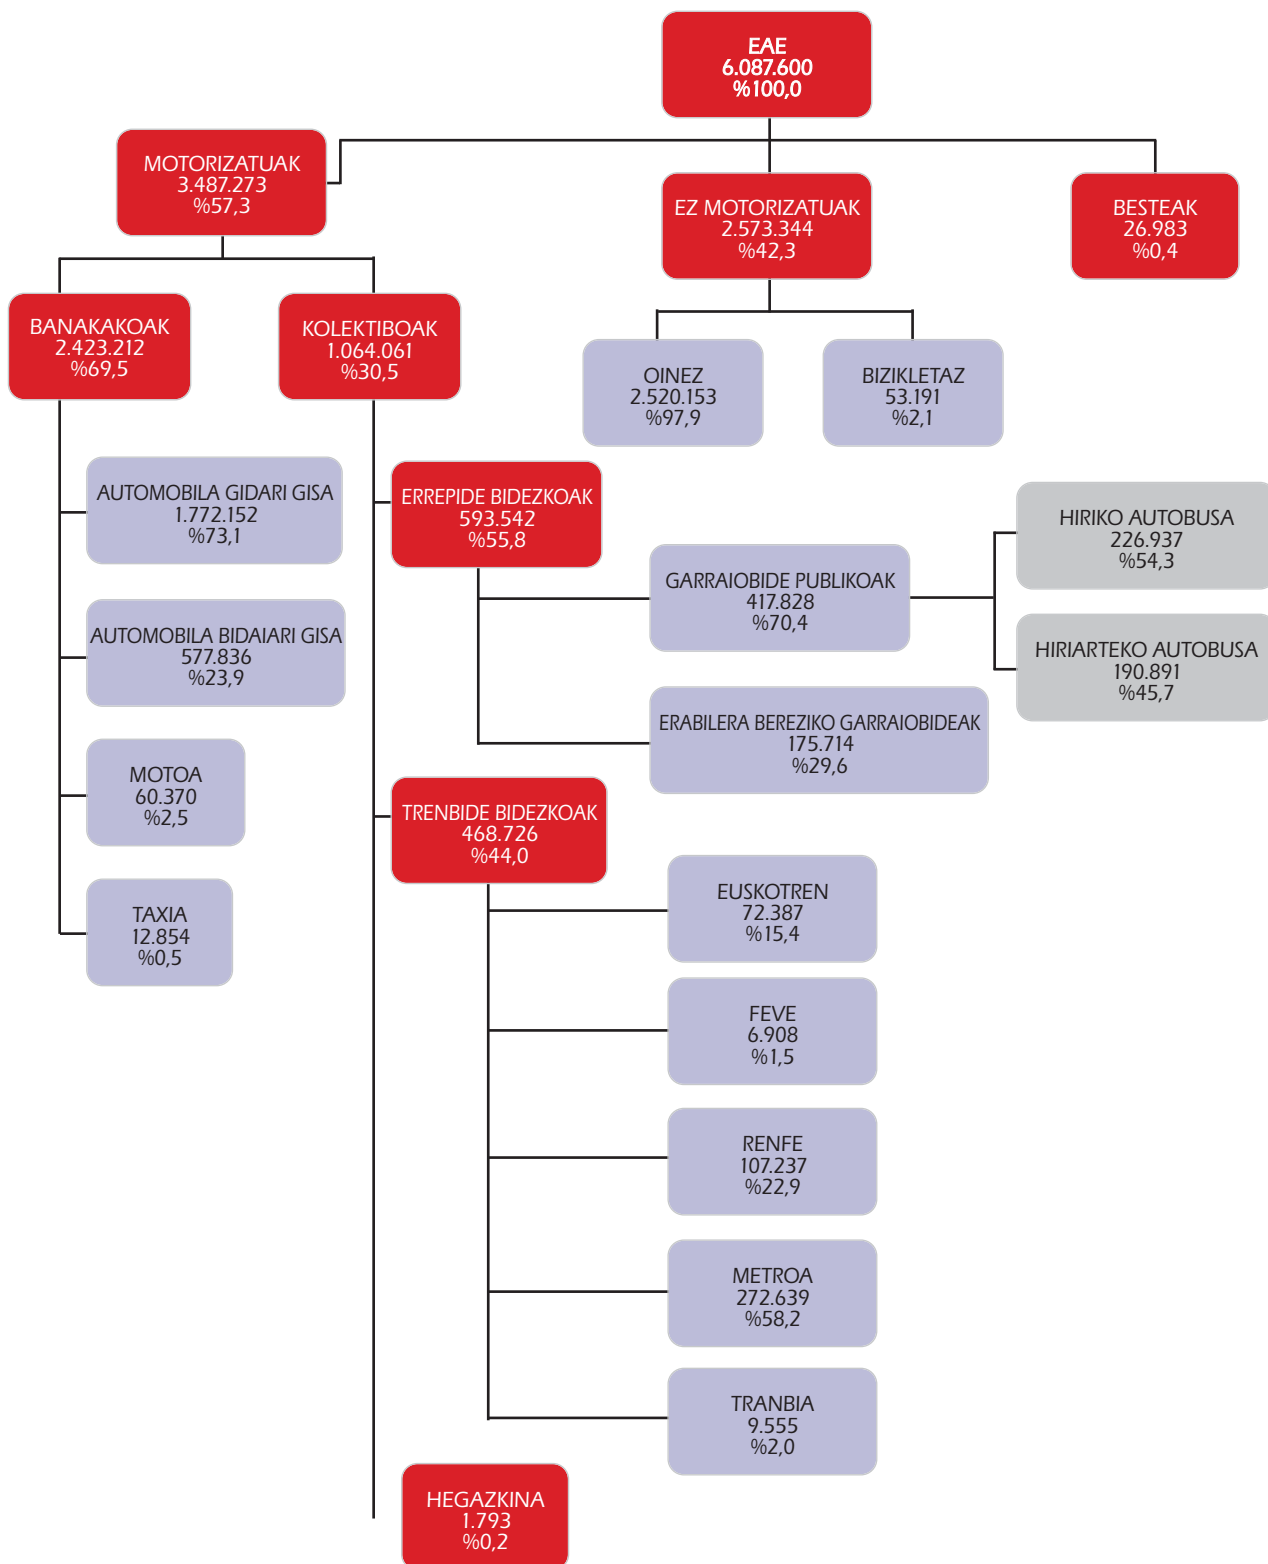 EAE
6.087.600
%100,0
MOTORIZATUAK
3.487.273
%57,3
EZ MOTORIZATUAK
2.573.344
%42,3
BESTEAK
26.983
%0,4
BANAKAKOAK
2.423.212
%69,5
KOLEKTIBOAK
1.064.061
%30,5
OINEZ
2.520.153
%97,9
BIZIKLETAZ
53.191
%2,1
AUTOMOBILA GIDARI GISA
1.772.152
%73,1
AUTOMOBILA BIDAIARI GISA
577.836
%23,9
MOTOA
60.370
%2,5
TAXIA
12.854
%0,5
ERREPIDE BIDEZKOAK
593.542
%55,8
GARRAIOBIDE PUBLIKOAK
417.828
%70,4
HIRIKO AUTOBUSA
226.937
%54,3
HIRIARTEKO AUTOBUSA
190.891
%45,7
ERABILERA BEREZIKO GARRAIOBIDEAK
175.714
%29,6
TRENBIDE BIDEZKOAK
468.726
%44,0
EUSKOTREN
72.387
%15,4
FEVE
6.908
%1,5
RENFE
107.237
%22,9
METROA
272.639
%58,2
TRANBIA
9.555
%2,0
HEGAZKINA
1.793
%0,2